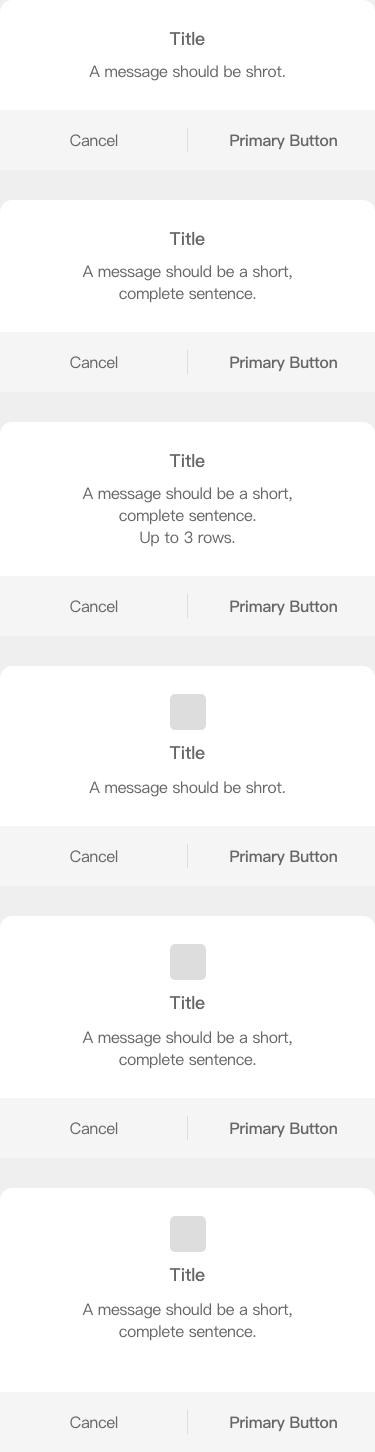 Title
A message should be shrot.
Cancel
Primary Button
Title
A message should be a short,
complete sentence.
Cancel
Primary Button
Title
A message should be a short,
complete sentence.
Up to 3 rows.
Cancel
Primary Button
Title
A message should be shrot.
Cancel
Primary Button
Title
A message should be a short,
complete sentence.
Cancel
Primary Button
Title
A message should be a short,
complete sentence.
Cancel
Primary Button